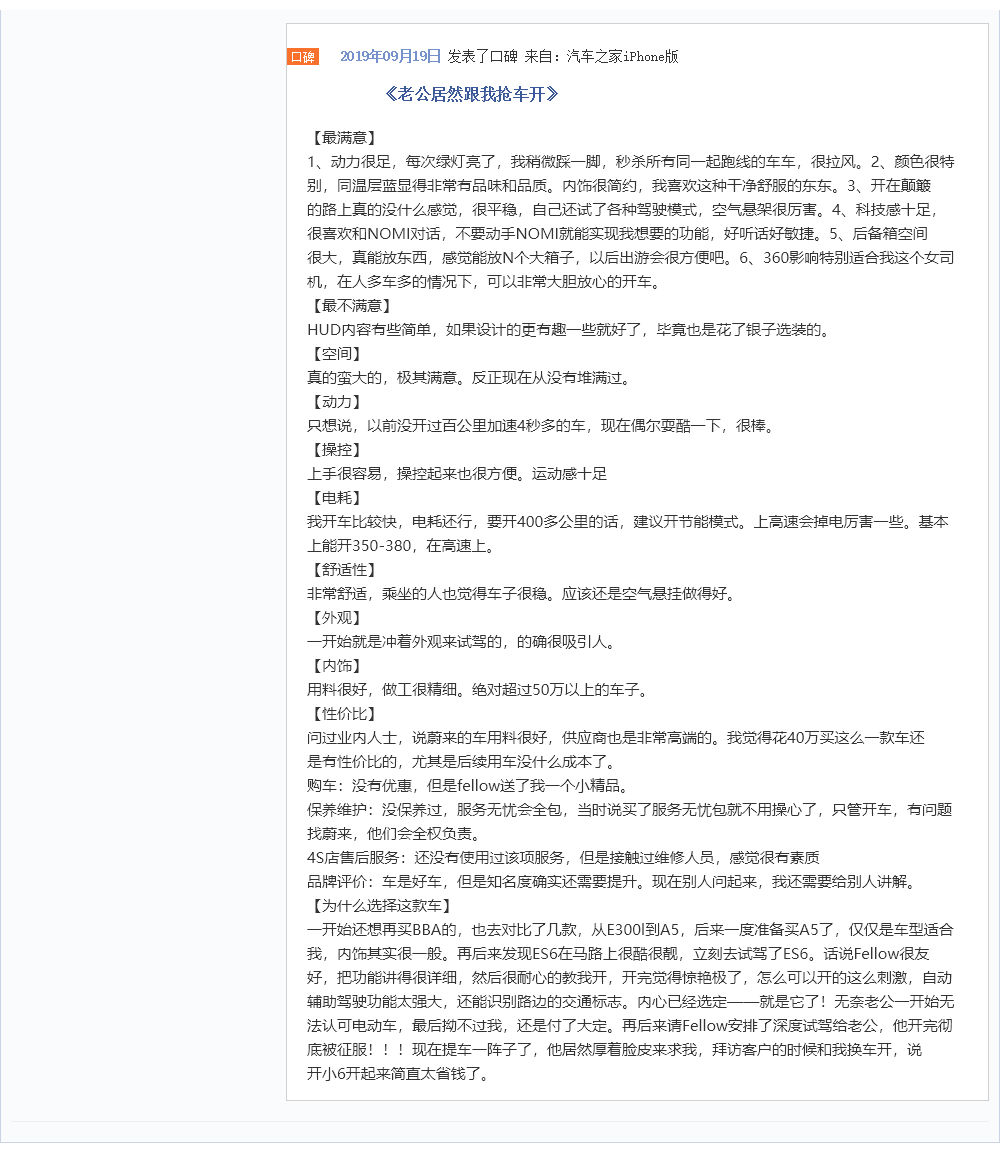 口碑 2019年09月19日 发表了口碑 来自：汽车之家iPhone版
《老公居然跟我抢车开》
【最满意】
1、动力很足，每次绿灯亮了，我稍微踩一脚，秒杀所有同一起跑线的车车，很拉风。2、颜色很特
别，同温层蓝显得非常有品味和品质。内饰很简约，我喜欢这种干净舒服的东东。3、开在颠簸
的路上真的没什么感觉，很平稳，自己还试了各种驾驶模式，空气悬架很厉害。4、科技感十足，
很喜欢和NOMI对话，不要动手NOMI就能实现我想要的功能，好听话好敏捷。5、后备箱空间
很大，真能放东西，感觉能放N个大箱子，以后出游会很方便吧。6、360影响特别适合我这个女司
机，在人多车多的情况下，可以非常大胆放心的开车。
【最不满意】
HUD内容有些简单，如果设计的更有趣一些就好了，毕竟也是花了银子选装的。
【空间】
真的蛮大的，极其满意。反正现在从没有堆满过。
【动力】
只想说，以前没开过百公里加速4秒多的车，现在偶尔耍酷一下，很棒。
【操控】
上手很容易，操控起来也很方便。运动感十足
【电耗】
我开车比较快，电耗还行，要开400多公里的话，建议开节能模式。上高速会掉电厉害一些。基本
上能开350-380，在高速上。
【舒适性】
非常舒适，乘坐的人也觉得车子很稳。应该还是空气悬挂做得好。
【外观】
一开始就是冲着外观来试驾的，的确很吸引人。
【内饰】
用料很好，做工很精细。绝对超过50万以上的车子。
【性价比】
问过业内人士，说蔚来的车用料很好，供应商也是非常高端的。我觉得花40万买这么一款车还
是有性价比的，尤其是后续用车没什么成本了。
购车：没有优惠，但是fellow送了我一个小精品。
保养维护：没保养过，服务无忧会全包，当时说买了服务无忧包就不用操心了，只管开车，有问题
找蔚来，他们会全权负责。
4S店售后服务：还没有使用过该项服务，但是接触过维修人员，感觉很有素质
品牌评价：车是好车，但是知名度确实还需要提升。现在别人问起来，我还需要给别人讲解。
【为什么选择这款车】
一开始还想再买BBA的，也去对比了几款，从E300l到A5，后来一度准备买A5了，仅仅是车型适合
我，内饰其实很一般。再后来发现ES6在马路上很酷很靓，立刻去试驾了ES6。话说Fellow很友
好，把功能讲得很详细，然后很耐心的教我开，开完觉得惊艳极了，怎么可以开的这么刺激，自动
辅助驾驶功能太强大，还能识别路边的交通标志。内心已经选定——就是它了！无奈老公一开始无
法认可电动车，最后拗不过我，还是付了大定。再后来请Fellow安排了深度试驾给老公，他开完彻
底被征服！！！现在提车一阵子了，他居然厚着脸皮来求我，拜访客户的时候和我换车开，说
开小6开起来简直太省钱了。